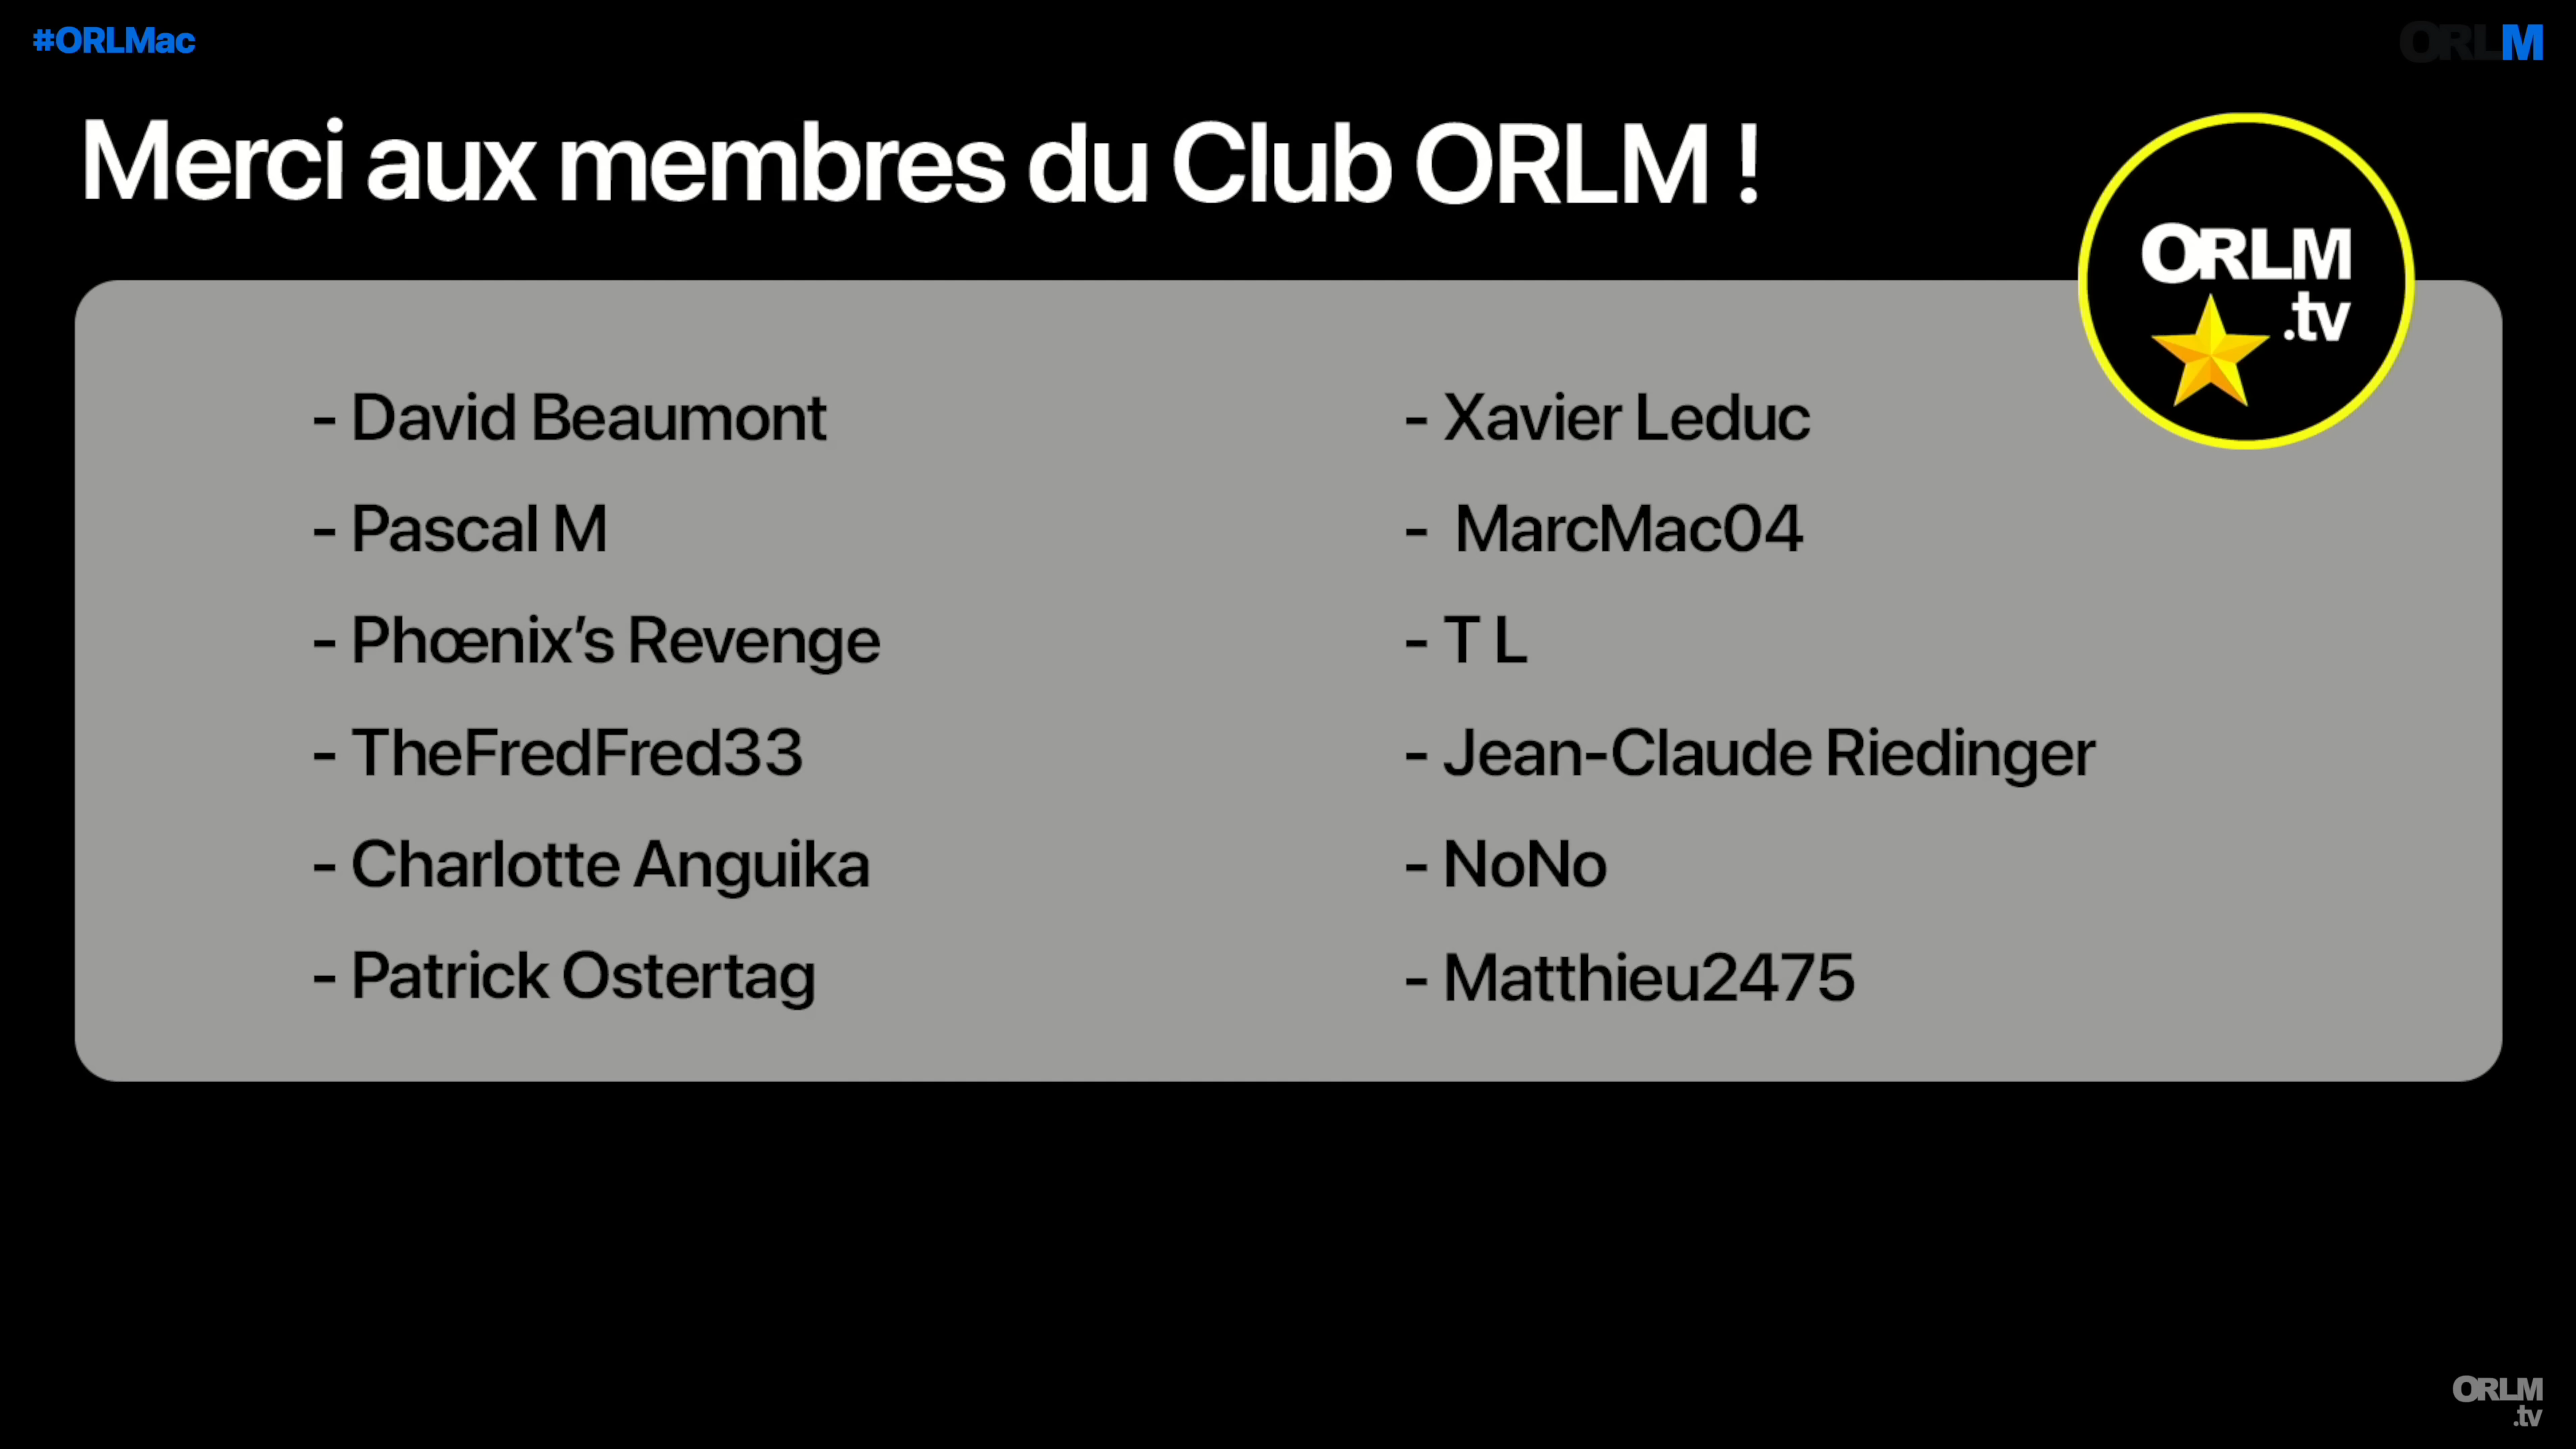 #ORLMac
ORLM
Merci aux membres du Club ORLM !
ORLM
.tv
- David Beaumont
- Pascal M
- Phœnix’s Revenge
- TheFredFred33
- Charlotte Anguika
- Patrick Ostertag
- Xavier Leduc
- MarcMac04
- T L
- Jean-Claude Riedinger
- NoNo
- Matthieu2475
ORLM
.tv